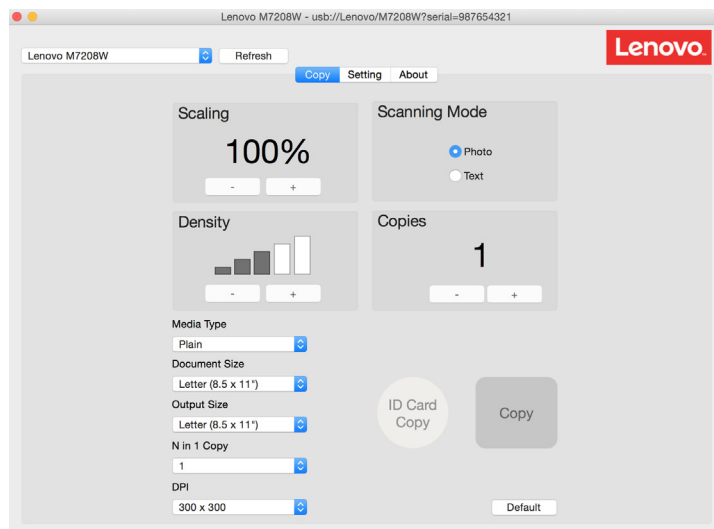 Lenovo M7208W - usb://Lenovo/M7208W?serial=987654321
Lenovo M7208W
Refresh
Lenovo.
Copy Setting About
Scaling
100%
- +
Scanning Mode
Photo
Text
Density
- +
Copies
1
- +
Media Type
Plain
Document Size
Letter (8.5 x 11")
Output Size
Letter (8.5 x 11")
N in 1 Copy
1
DPI
300 x 300
ID Card
Copy
Copy
Default